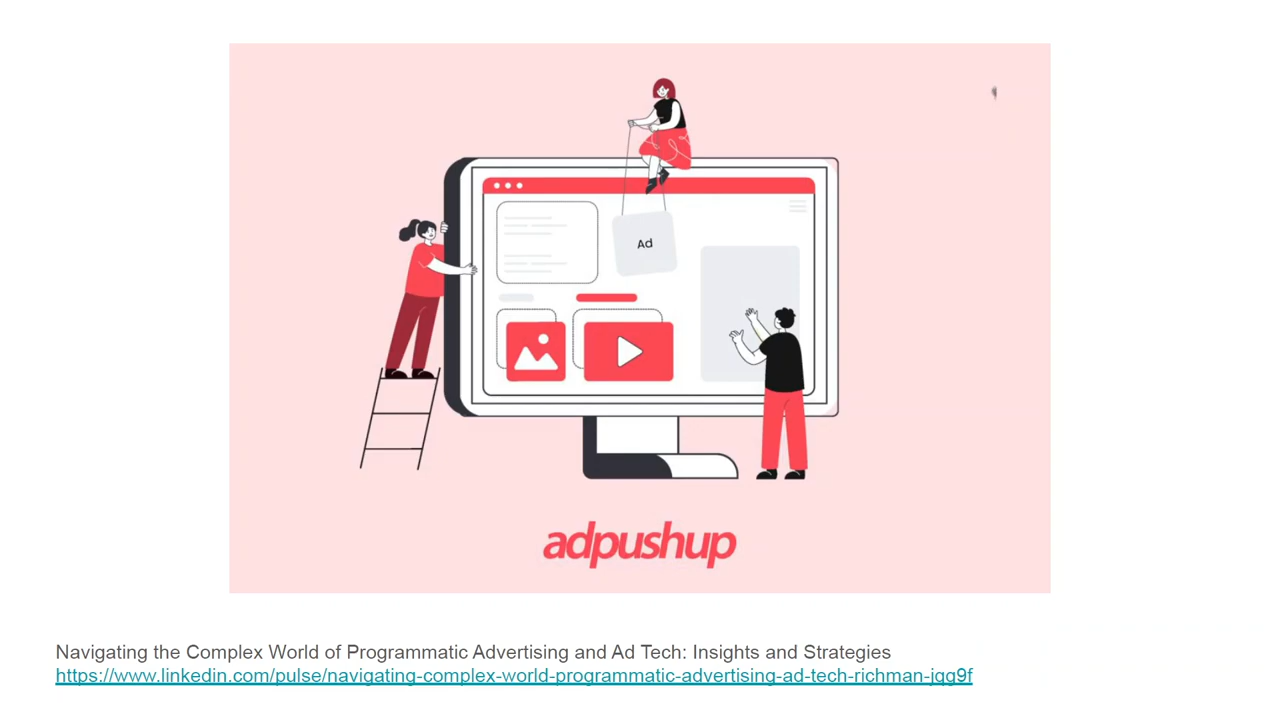 Ad
adpushup
Navigating the Complex World of Programmatic Advertising and Ad Tech: Insights and Strategies
https://www.linkedin.com/pulse/navigating-complex-world-programmatic-advertising-ad-tech-richman-jqg9f